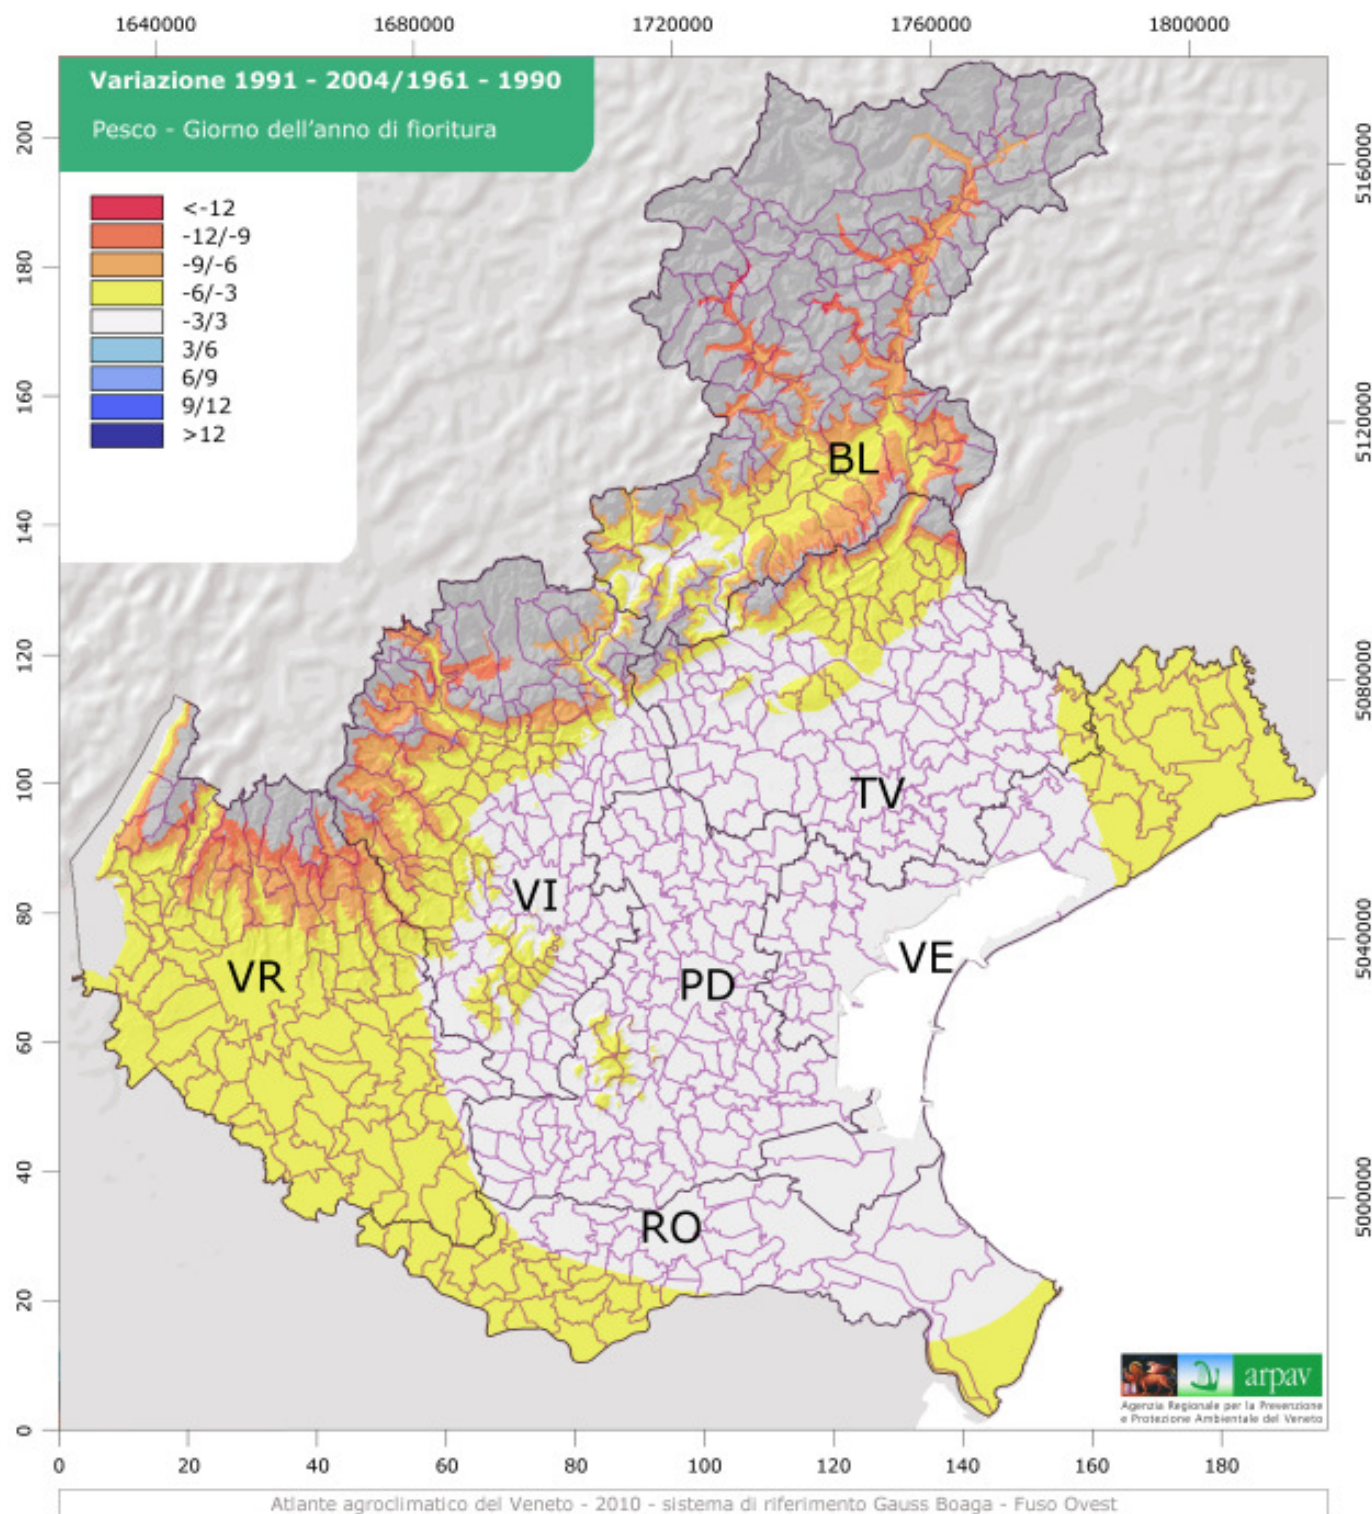 1640000 1680000 1720000 1760000 1800000
Variazione 1991 - 2004/1961 - 1990
Pesco - Giorno dell'anno di fioritura
<-12
-12/-9
-9/-6
-6/-3
-3/3
3/6
6/9
9/12
>12
200
180
160
140
120
100
80
60
40
20
0
5160000
5120000
5080000
5040000
5000000
BL
TV
VI
VE
VR
PD
RO
arpav
Agenzia Regionale per la Prevenzione
e Protezione Ambientale del Veneto
0 20 40 60 80 100 120 140 160 180
Atlante agroclimatico del Veneto - 2010 - sistema di riferimento Gauss Boaga - Fuso Ovest